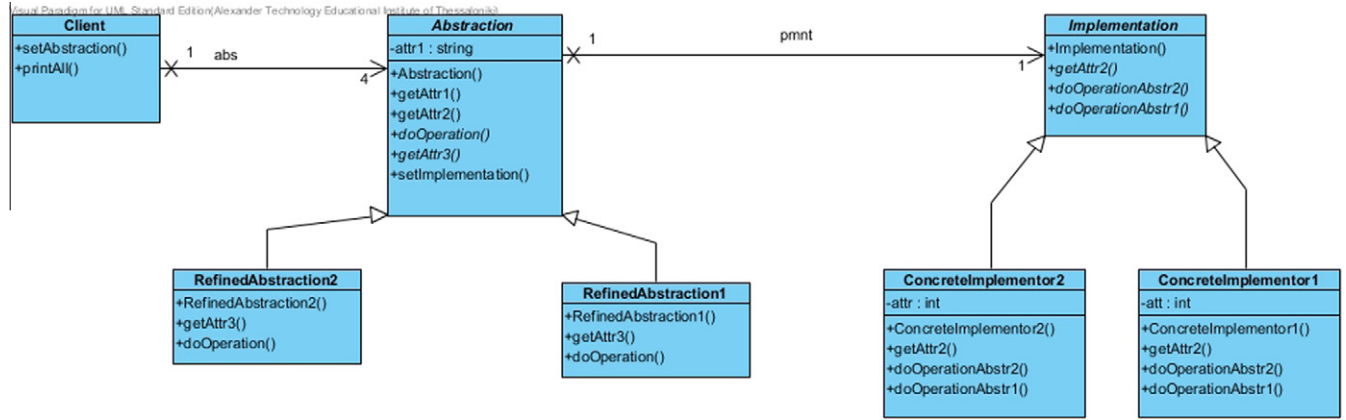 Visual Paradigm for UML Standard Edition(Alexander Technology Educational Institute of Thessaloniki)
Client
+setAbstraction()
+printAll()
1
abs
4
Abstraction
-attr1 : string
+Abstraction()
+getAttr1()
+getAttr2()
+doOperation()
+getAttr3()
+setImplementation()
1
pmnt
1
Implementation
+Implementation()
+getAttr2()
+doOperationAbstr2()
+doOperationAbstr1()
RefinedAbstraction2
+RefinedAbstraction2()
+getAttr3()
+doOperation()
RefinedAbstraction1
+RefinedAbstraction1()
+getAttr3()
+doOperation()
ConcreteImplementor2
-attr : int
+ConcreteImplementor2()
+getAttr2()
+doOperationAbstr2()
+doOperationAbstr1()
ConcreteImplementor1
-att : int
+ConcreteImplementor1()
+getAttr2()
+doOperationAbstr2()
+doOperationAbstr1()